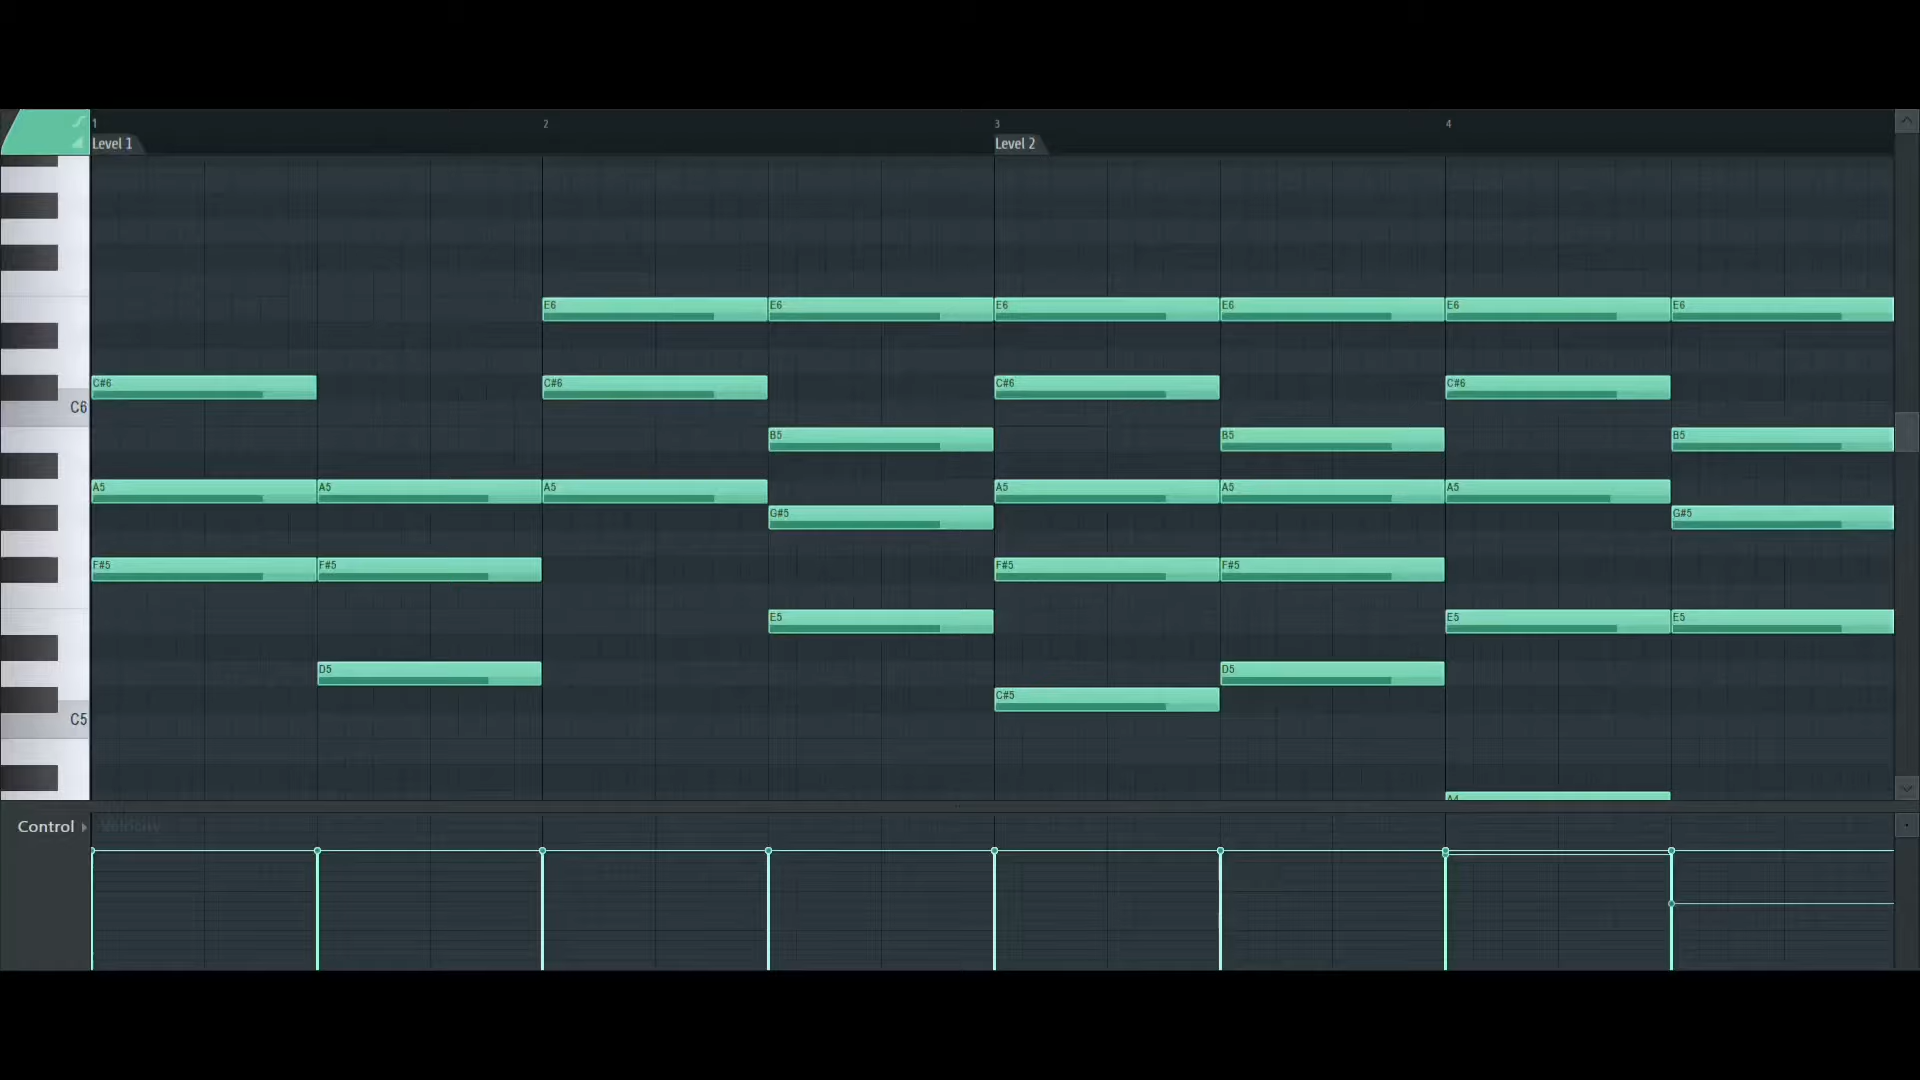 1 2 3 4
Level 1 Level 2
E6 E6 E6 E6 E6 E6
C#6 C#6 C#6 C#6
C6
B5 B5 B5
A5 A5 A5 A5 A5 A5
G#5 G#5
F#5 F#5 F#5 F#5
E5 E5 E5
D5 D5
C#5
C5
A4
Control Velocity